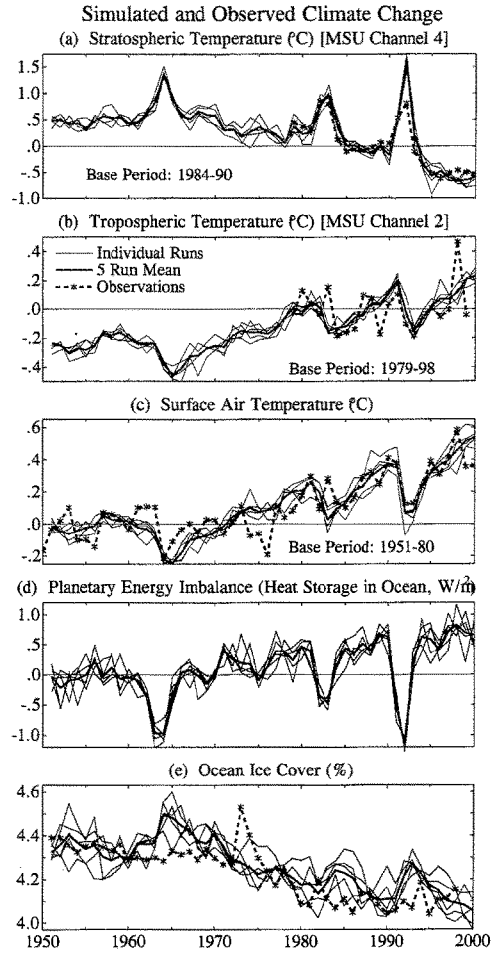 Simulated and Observed Climate Change
(a) Stratospheric Temperature (°C) [MSU Channel 4]
1.5
1.0
.5
.0
-.5
-1.0
Base Period: 1984-90
(b) Tropospheric Temperature (°C) [MSU Channel 2]
.4
.2
.0
-.2
-.4
Individual Runs
5 Run Mean
Observations
Base Period: 1979-98
(c) Surface Air Temperature (°C)
.6
.4
.2
.0
-.2
Base Period: 1951-80
(d) Planetary Energy Imbalance (Heat Storage in Ocean, W/m²
1.0
.5
.0
-.5
-1.0
(e) Ocean Ice Cover (%)
4.6
4.4
4.2
4.0
1950 1960 1970 1980 1990 2000